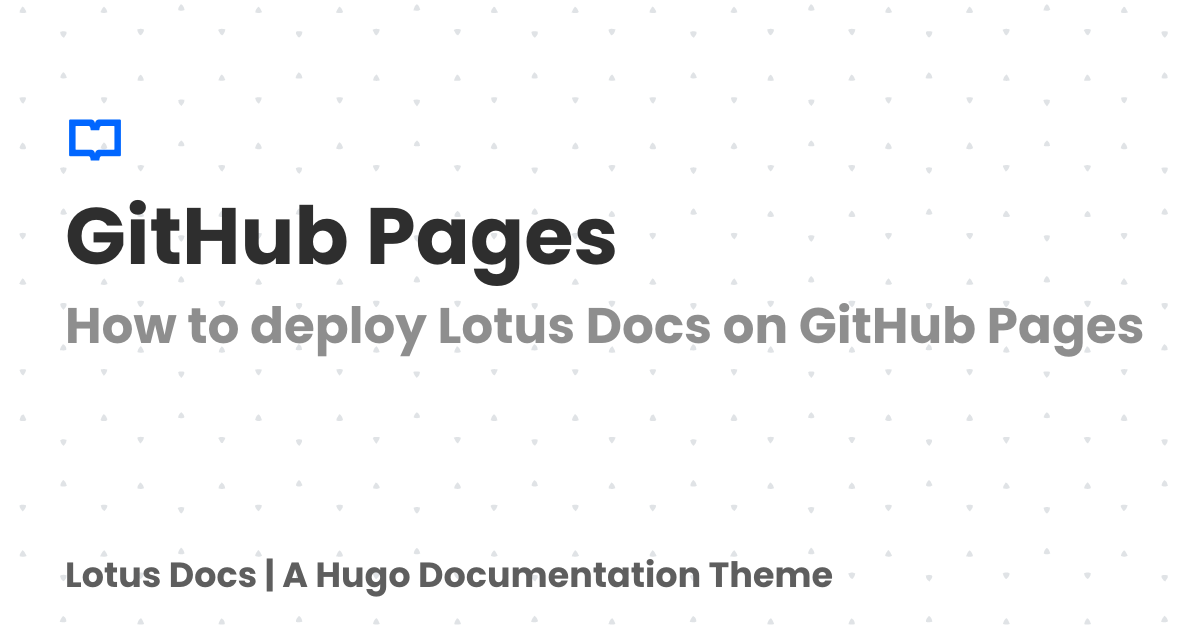 GitHub Pages
How to deploy Lotus Docs on GitHub Pages
Lotus Docs | A Hugo Documentation Theme